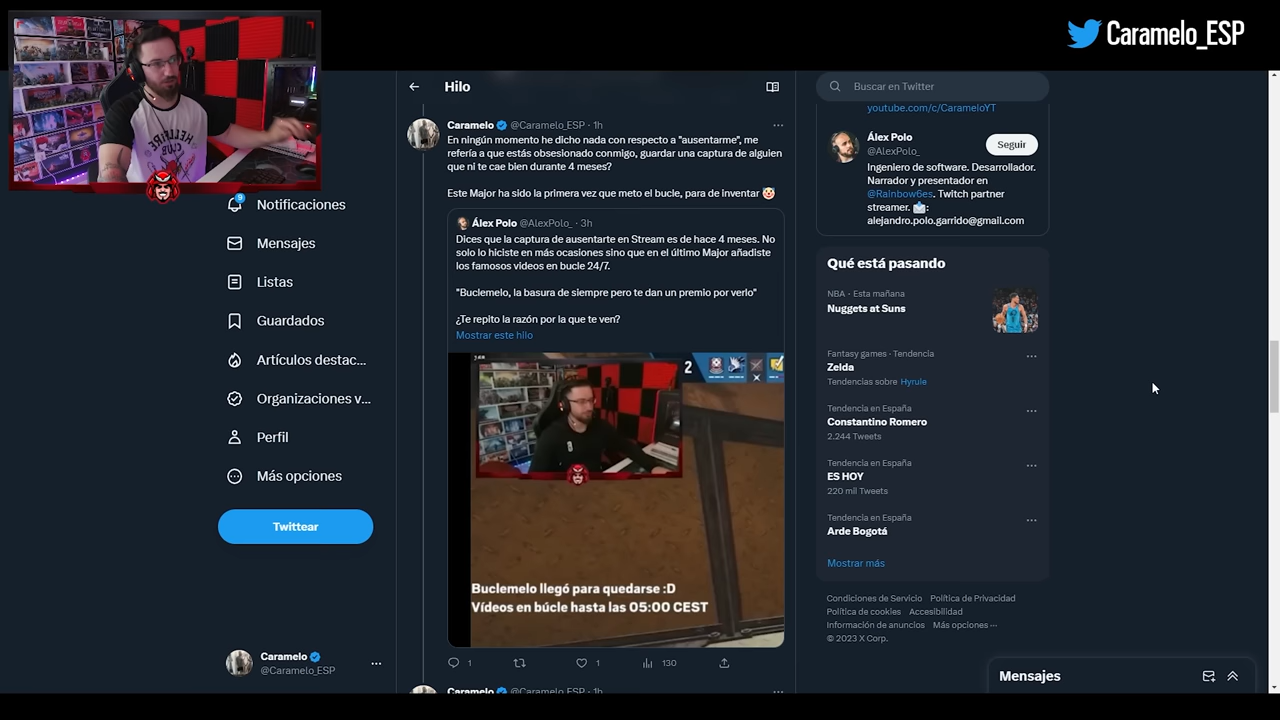 Caramelo_ESP
Notificaciones
9
Mensajes
Listas
Guardados
Artículos destac...
Organizaciones v...
Perfil
Más opciones
Twittear
Caramelo
@Caramelo_ESP
Hilo
Caramelo @Caramelo_ESP · 1h
En ningún momento he dicho nada con respecto a "ausentarme", me
refería a que estás obsesionado conmigo, guardar una captura de alguien
que ni te cae bien durante 4 meses?
Este Major ha sido la primera vez que meto el bucle, para de inventar 🤡
Álex Polo @AlexPolo_ · 3h
Dices que la captura de ausentarte en Stream es de hace 4 meses. No
solo lo hiciste en más ocasiones sino que en el último Major añadiste
los famosos videos en bucle 24/7.
"Buclemelo, la basura de siempre pero te dan un premio por verlo"
¿Te repito la razón por la que te ven?
Mostrar este hilo
2
Buclemelo llegó para quedarse :D
Vídeos en búcle hasta las 05:00 CEST
1
1
130
Caramelo @Caramelo_ESP · 1h
Buscar en Twitter
youtube.com/c/CarameloYT
Álex Polo
@AlexPolo_
Seguir
Ingeniero de software. Desarrollador.
Narrador y presentador en
@Rainbow6es. Twitch partner
streamer. 📩:
alejandro.polo.garrido@gmail.com
Qué está pasando
NBA · Esta mañana
Nuggets at Suns
Fantasy games · Tendencia
Zelda
Tendencias sobre Hyrule
Tendencia en España
Constantino Romero
2.244 Tweets
Tendencia en España
ES HOY
220 mil Tweets
Tendencia en España
Arde Bogotá
Mostrar más
Condiciones de Servicio Política de Privacidad
Política de cookies Accesibilidad
Información de anuncios Más opciones ···
© 2023 X Corp.
Mensajes
HELLFIRE
CLUB